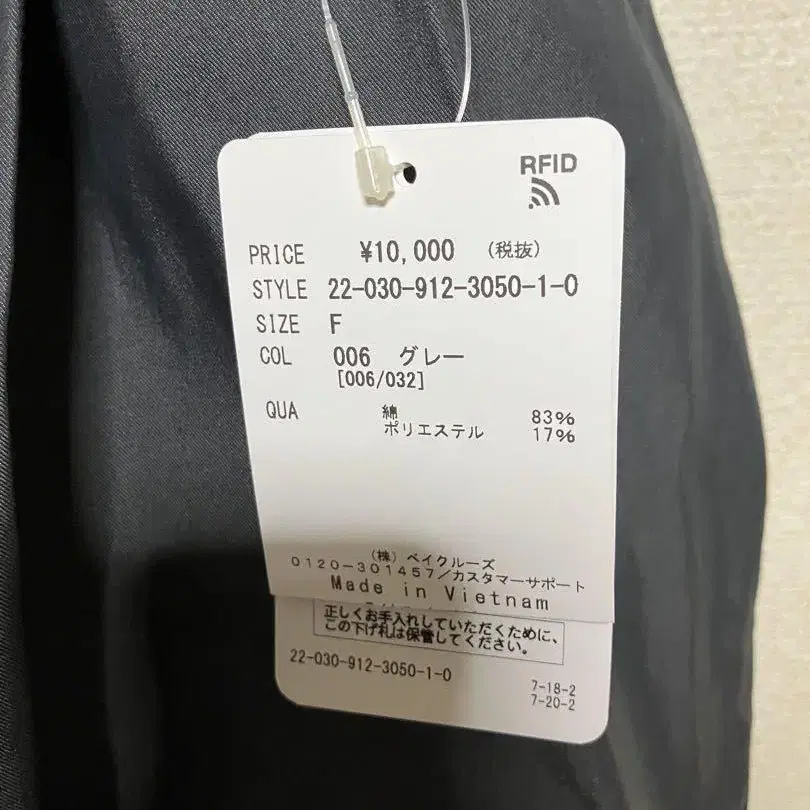 RFID
PRICE ¥10,000 (税抜)
STYLE 22-030-912-3050-1-0
SIZE F
COL 006 グレー
[006/032]
QUA 綿 83%
ポリエステル 17%
(株) ベイクルーズ
0120-301457/カスタマーサポート
Made in Vietnam
正しくお手入れしていただくために、
この下げ札は保管してください。
22-030-912-3050-1-0
7-18-2
7-20-2